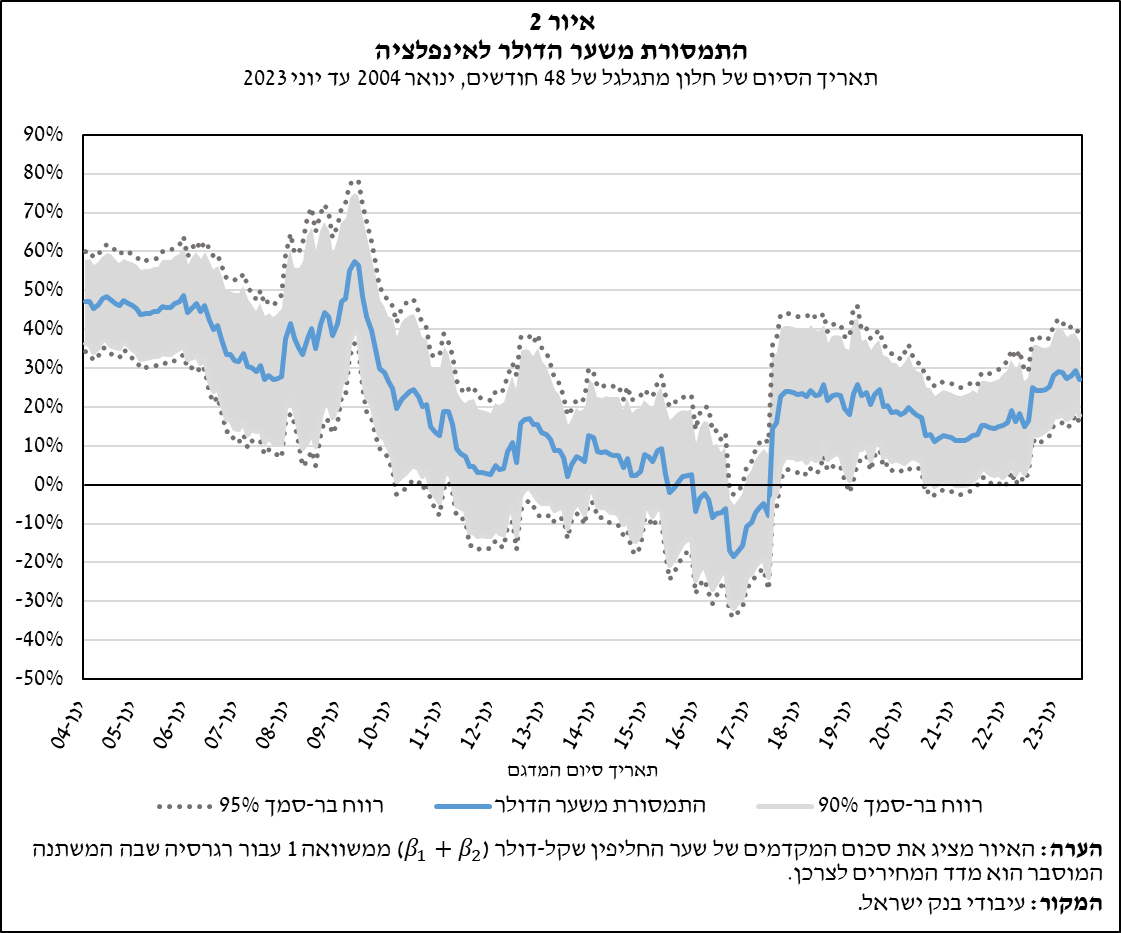 איור 2
התמסורת משער הדולר לאינפלציה
תאריך הסיום של חלון מתגלגל של 48 חודשים, ינואר 2004 עד יוני 2023
90%
80%
70%
60%
50%
40%
30%
20%
10%
0%
-10%
-20%
-30%
-40%
-50%
ינו-04
ינו-05
ינו-06
ינו-07
ינו-08
ינו-09
ינו-10
ינו-11
ינו-12
ינו-13
ינו-14
ינו-15
ינו-16
ינו-17
ינו-18
ינו-19
ינו-20
ינו-21
ינו-22
ינו-23
תאריך סיום המדגם
רווח בר-סמך 90%
התמסורת משער הדולר
רווח בר-סמך 95%
הערה: האיור מציג את סכום המקדמים של שער החליפין שקל-דולר (β₁ + β₂) ממשוואה 1 עבור רגרסיה שבה המשתנה
המוסבר הוא מדד המחירים לצרכן.
המקור: עיבודי בנק ישראל.